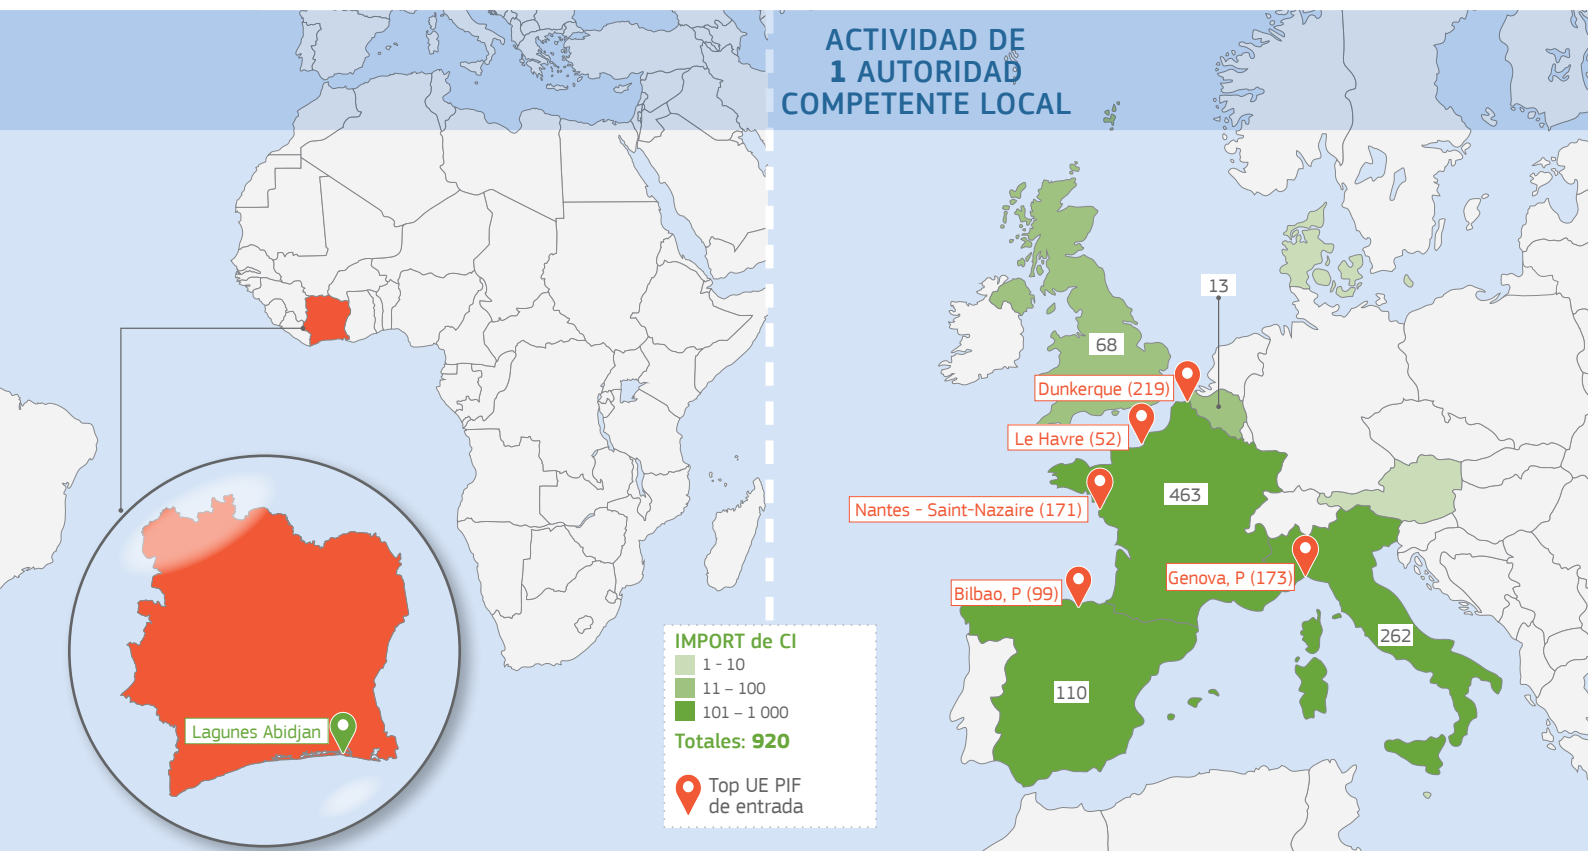 ACTIVIDAD DE
1 AUTORIDAD
COMPETENTE LOCAL
13
68
Dunkerque (219)
Le Havre (52)
463
Nantes - Saint-Nazaire (171)
Genova, P (173)
Bilbao, P (99)
262
110
Lagunes Abidjan
IMPORT de CI
1 - 10
11 – 100
101 – 1 000
Totales: 920
Top UE PIF
de entrada